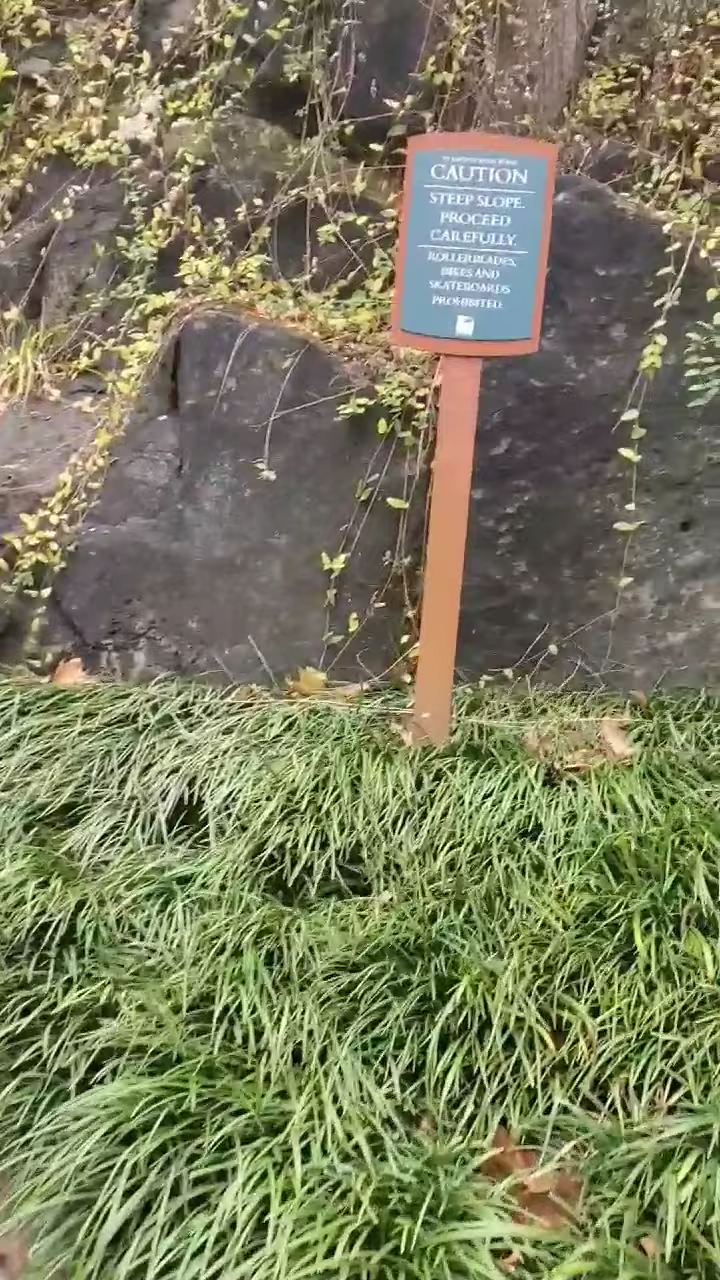 CAUTION
STEEP SLOPE.
PROCEED
CAREFULLY.
ROLLERBLADES,
BIKES AND
SKATEBOARDS
PROHIBITED.